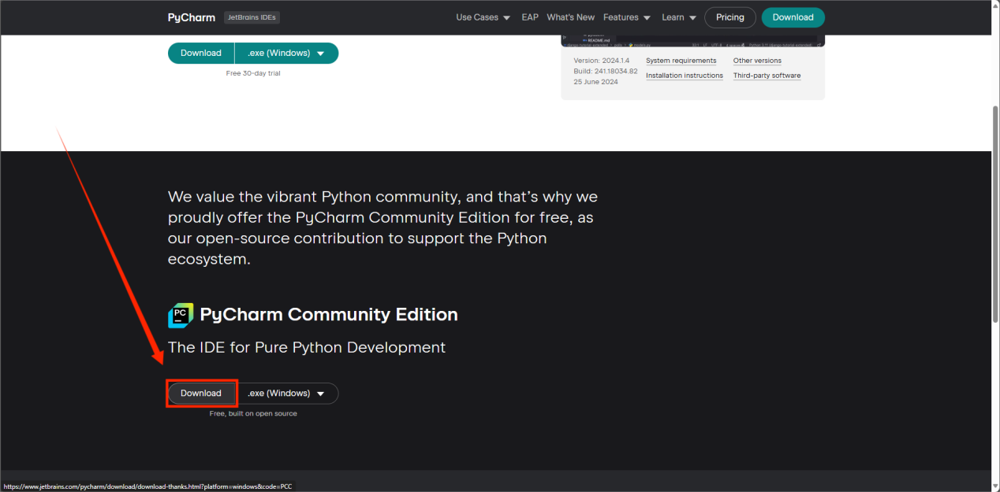 PyCharm JetBrains IDEs Use Cases EAP What's New Features Learn Pricing Download
README.md
Download .exe (Windows)
Free 30-day trial
Version: 2024.1.4 System requirements Other versions
Build: 241.18034.82
25 June 2024 Installation instructions Third-party software
We value the vibrant Python community, and that's why we
proudly offer the PyCharm Community Edition for free, as
our open-source contribution to support the Python
ecosystem.
PC PyCharm Community Edition
The IDE for Pure Python Development
Download .exe (Windows)
Free, built on open source
https://www.jetbrains.com/pycharm/download/download-thanks.html?platform=windows&code=PCC